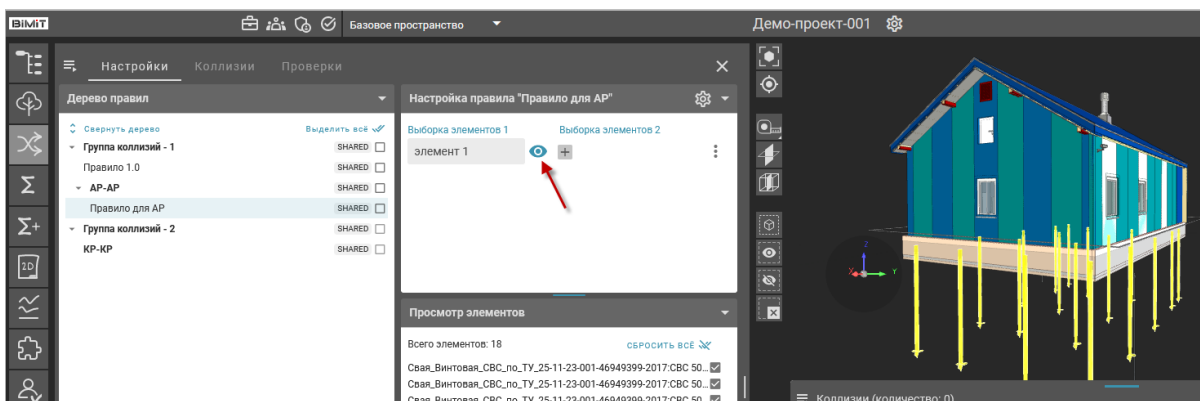 BIMIT
Базовое пространство
Демо-проект-001
Настройки Коллизии Проверки
Дерево правил
Свернуть дерево Выделить всё
Группа коллизий - 1 SHARED
Правило 1.0 SHARED
АР-АР SHARED
Правило для АР SHARED
Группа коллизий - 2 SHARED
КР-КР SHARED
Настройка правила "Правило для АР"
Выборка элементов 1 Выборка элементов 2
элемент 1
Просмотр элементов
Всего элементов: 18 СБРОСИТЬ ВСЁ
Свая_Винтовая_СВС_по_ТУ_25-11-23-001-46949399-2017:СВС 50...
Свая_Винтовая_СВС_по_ТУ_25-11-23-001-46949399-2017:СВС 50...
Свая_Винтовая_СВС_по_ТУ_25-11-23-001-46949399-2017:СВС 50...
2D
Z
X
Y
Коллизии (количество: 0)